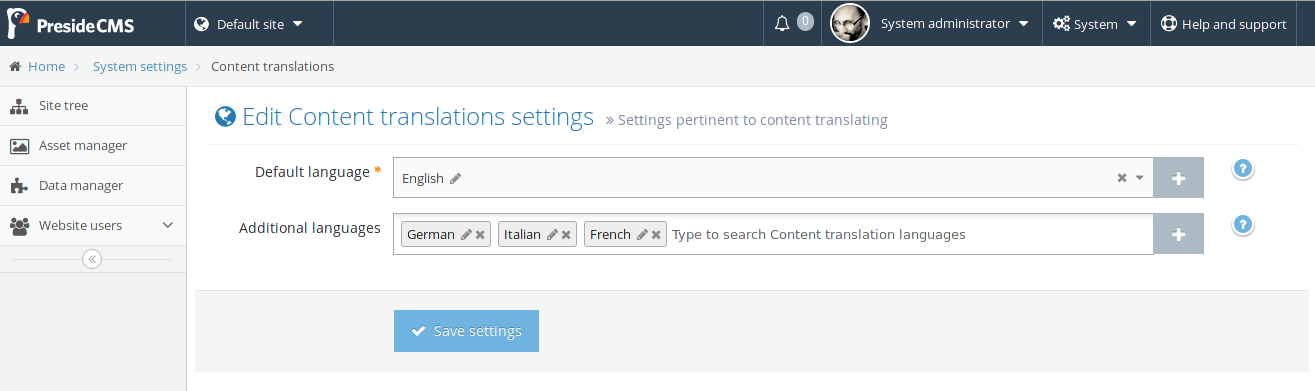 PresideCMS Default site 0 System administrator System Help and support
Home System settings Content translations
Site tree
Asset manager
Data manager
Website users
Edit Content translations settings » Settings pertinent to content translating
Default language * English
Additional languages German Italian French Type to search Content translation languages
Save settings